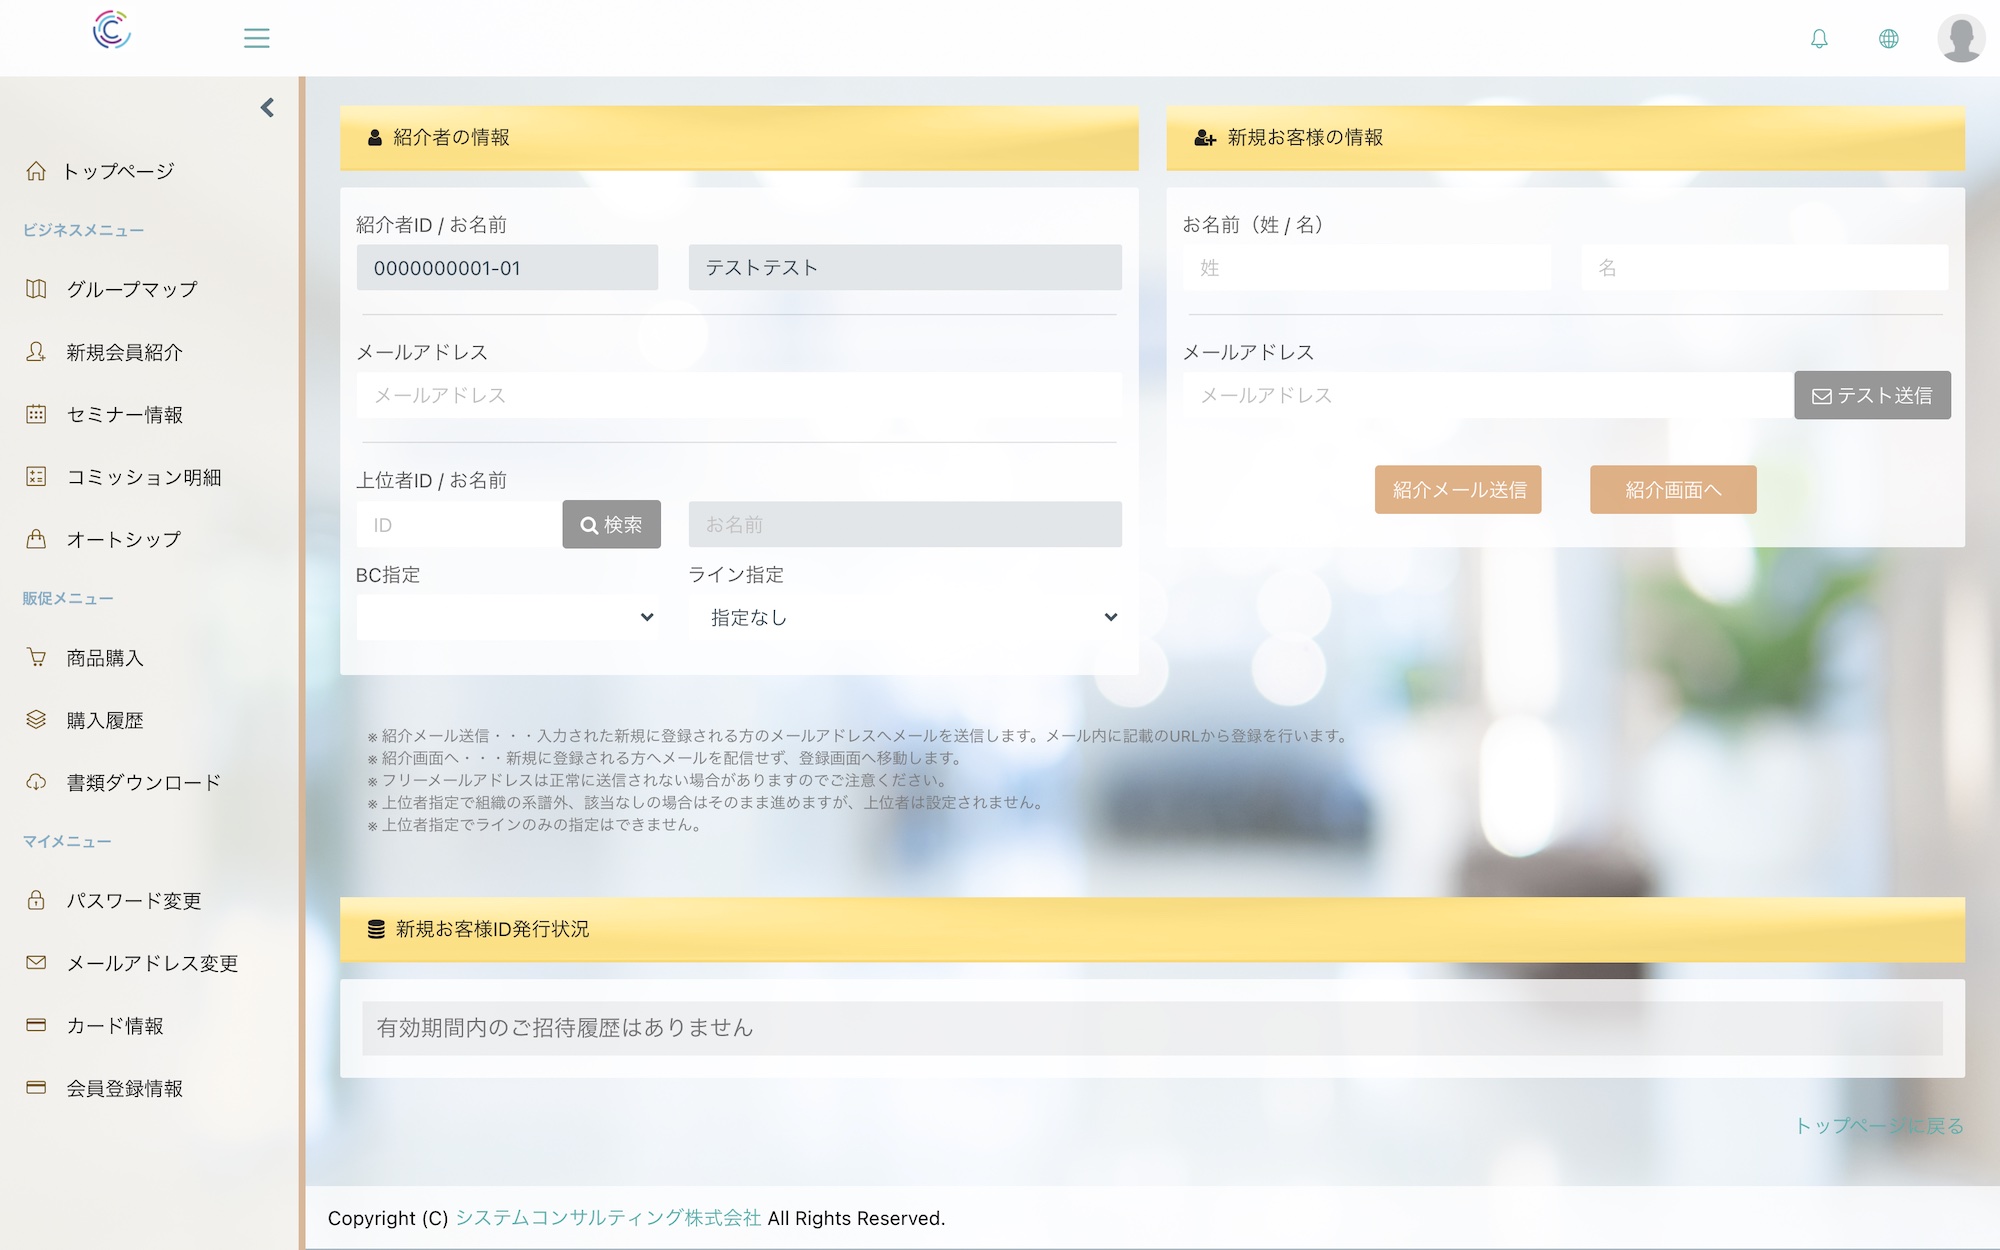 トップページ
ビジネスメニュー
グループマップ
新規会員紹介
セミナー情報
コミッション明細
オートシップ
販促メニュー
商品購入
購入履歴
書類ダウンロード
マイメニュー
パスワード変更
メールアドレス変更
カード情報
会員登録情報
紹介者の情報
紹介者ID / お名前
0000000001-01
テストテスト
メールアドレス
メールアドレス
上位者ID / お名前
ID
検索
お名前
BC指定
ライン指定
指定なし
新規お客様の情報
お名前（姓 / 名）
姓
名
メールアドレス
メールアドレス
テスト送信
紹介メール送信
紹介画面へ
※ 紹介メール送信・・・入力された新規に登録される方のメールアドレスへメールを送信します。メール内に記載のURLから登録を行います。
※ 紹介画面へ・・・新規に登録される方へメールを配信せず、登録画面へ移動します。
※ フリーメールアドレスは正常に送信されない場合がありますのでご注意ください。
※ 上位者指定で組織の系譜外、該当なしの場合はそのまま進めますが、上位者は設定されません。
※ 上位者指定でラインのみの指定はできません。
新規お客様ID発行状況
有効期間内のご招待履歴はありません
トップページに戻る
Copyright (C) システムコンサルティング株式会社 All Rights Reserved.